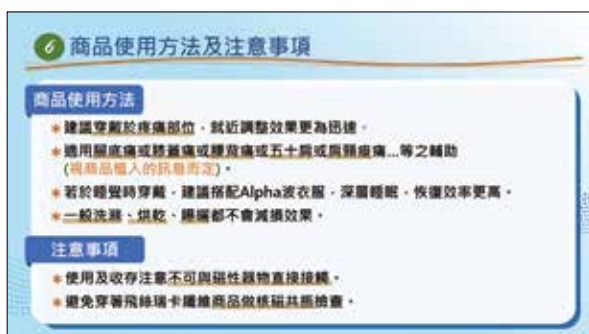 6 商品使用方法及注意事項
商品使用方法
*建議穿戴於疼痛部位，就近調整效果更為迅速。
*適用腳底痛或膝蓋痛或腰背痛或五十肩或肩頸痠痛...等之輔助
(視商品植入的訊息而定)。
*若於睡覺時穿戴，建議搭配Alpha波衣服，深層睡眠，恢復效率更高。
*一般洗滌、烘乾、曝曬都不會減損效果。
注意事項
*使用及收存注意不可與磁性器物直接接觸。
*避免穿著飛絲瑞卡纖維商品做核磁共振檢查。